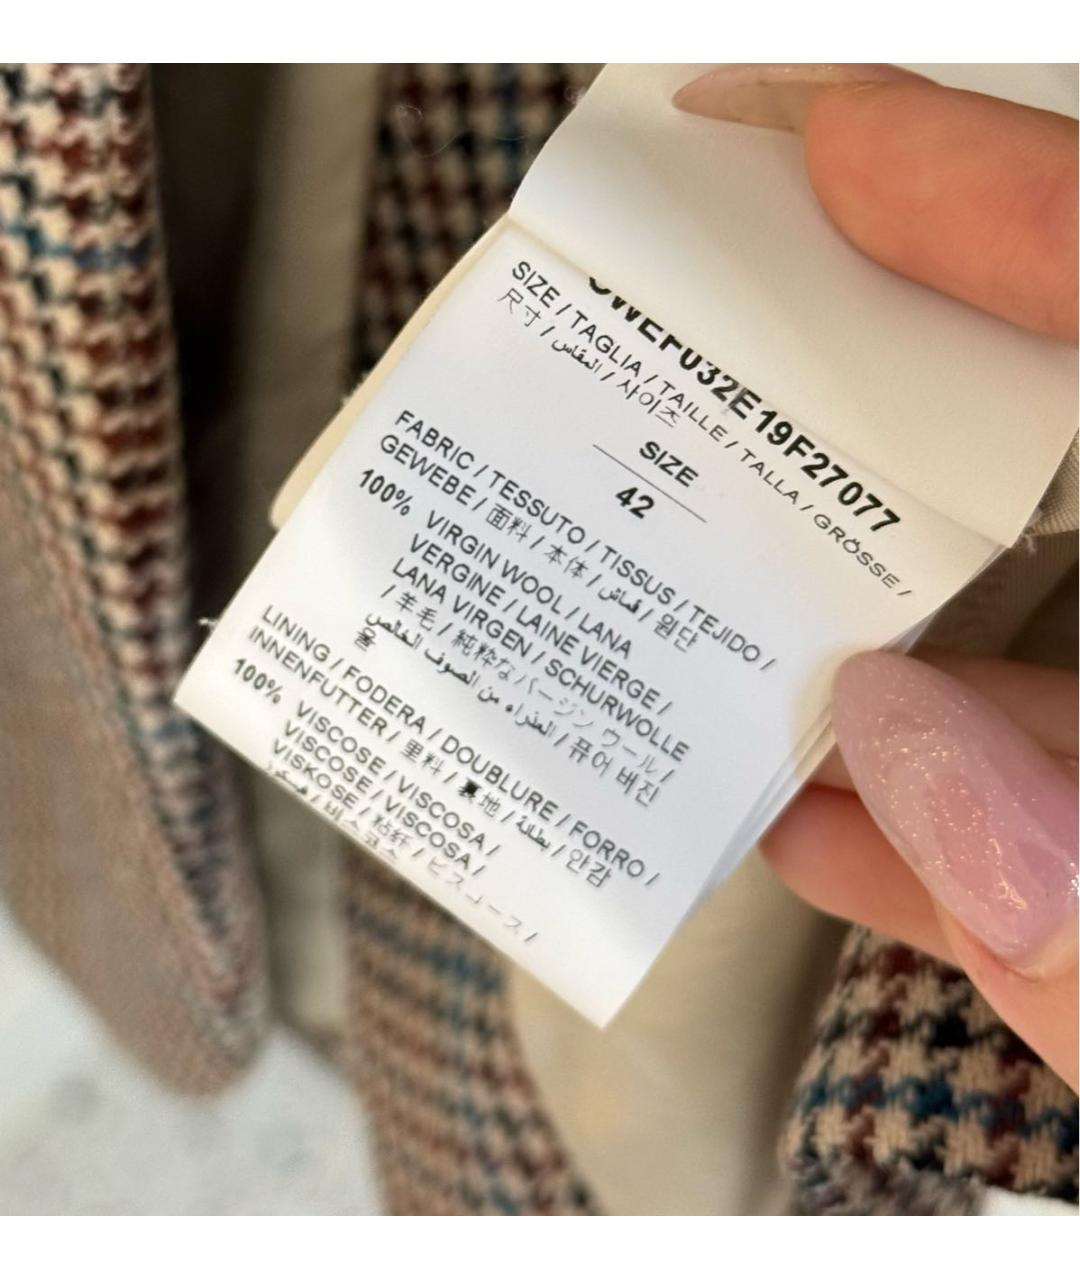 032E19F27077
SIZE / TAGLIA / TAILLE / TALLA / GRÖSSE /
尺寸 / المقاس / 사이즈
SIZE
42
FABRIC / TESSUTO / TISSUS / TEJIDO /
GEWEBE / 面料 / 本体 / قماش / 원단
100% VIRGIN WOOL / LANA
VERGINE / LAINE VIERGE /
LANA VIRGEN / SCHURWOLLE
/ 羊毛 / 純粋なバージン ウール /
العذراء من الصوف الخالص / 퓨어 버진
울
LINING / FODERA / DOUBLURE / FORRO /
INNENFUTTER / 里料 / 裏地 / بطانة / 안감
100% VISCOSE / VISCOSA /
VISCOSE / VISCOSA /
VISKOSE / 粘纤 / ビスコース /